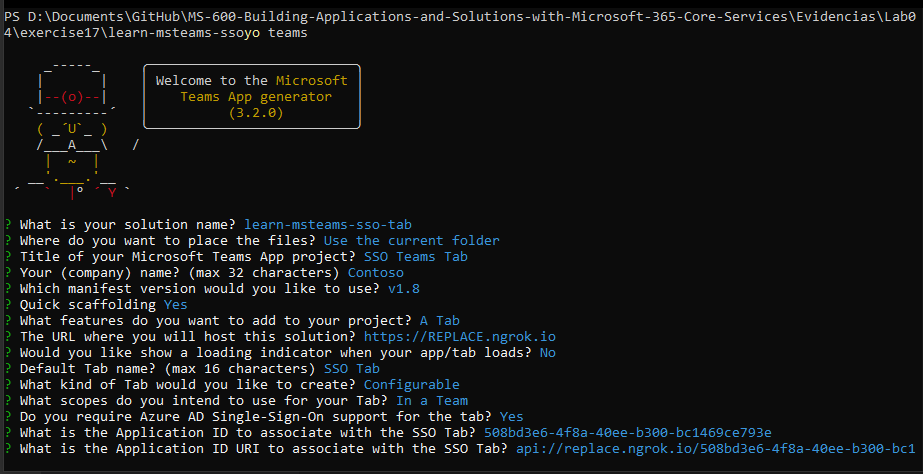 PS D:\Documents\GitHub\MS-600-Building-Applications-and-Solutions-with-Microsoft-365-Core-Services\Evidencias\Lab0
4\exercise17\learn-msteams-ssoyo teams
Welcome to the Microsoft
Teams App generator
(3.2.0)
? What is your solution name? learn-msteams-sso-tab
? Where do you want to place the files? Use the current folder
? Title of your Microsoft Teams App project? SSO Teams Tab
? Your (company) name? (max 32 characters) Contoso
? Which manifest version would you like to use? v1.8
? Quick scaffolding Yes
? What features do you want to add to your project? A Tab
? The URL where you will host this solution? https://REPLACE.ngrok.io
? Would you like show a loading indicator when your app/tab loads? No
? Default Tab name? (max 16 characters) SSO Tab
? What kind of Tab would you like to create? Configurable
? What scopes do you intend to use for your Tab? In a Team
? Do you require Azure AD Single-Sign-On support for the tab? Yes
? What is the Application ID to associate with the SSO Tab? 508bd3e6-4f8a-40ee-b300-bc1469ce793e
? What is the Application ID URI to associate with the SSO Tab? api://replace.ngrok.io/508bd3e6-4f8a-40ee-b300-bc1